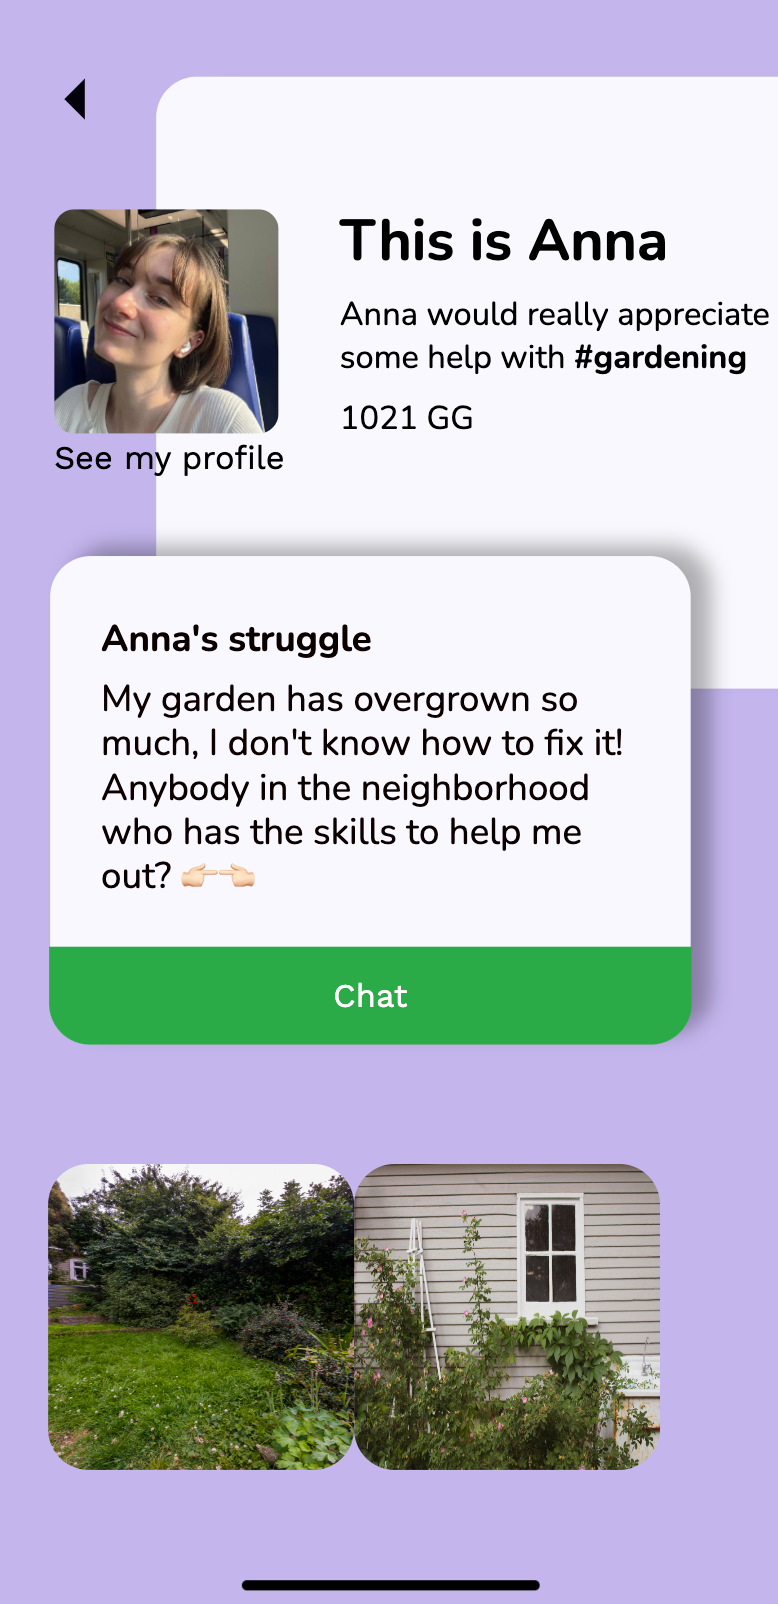 This is Anna
Anna would really appreciate
some help with #gardening
1021 GG
See my profile
Anna's struggle
My garden has overgrown so
much, I don't know how to fix it!
Anybody in the neighborhood
who has the skills to help me
out? 👉🏻👈🏻
Chat